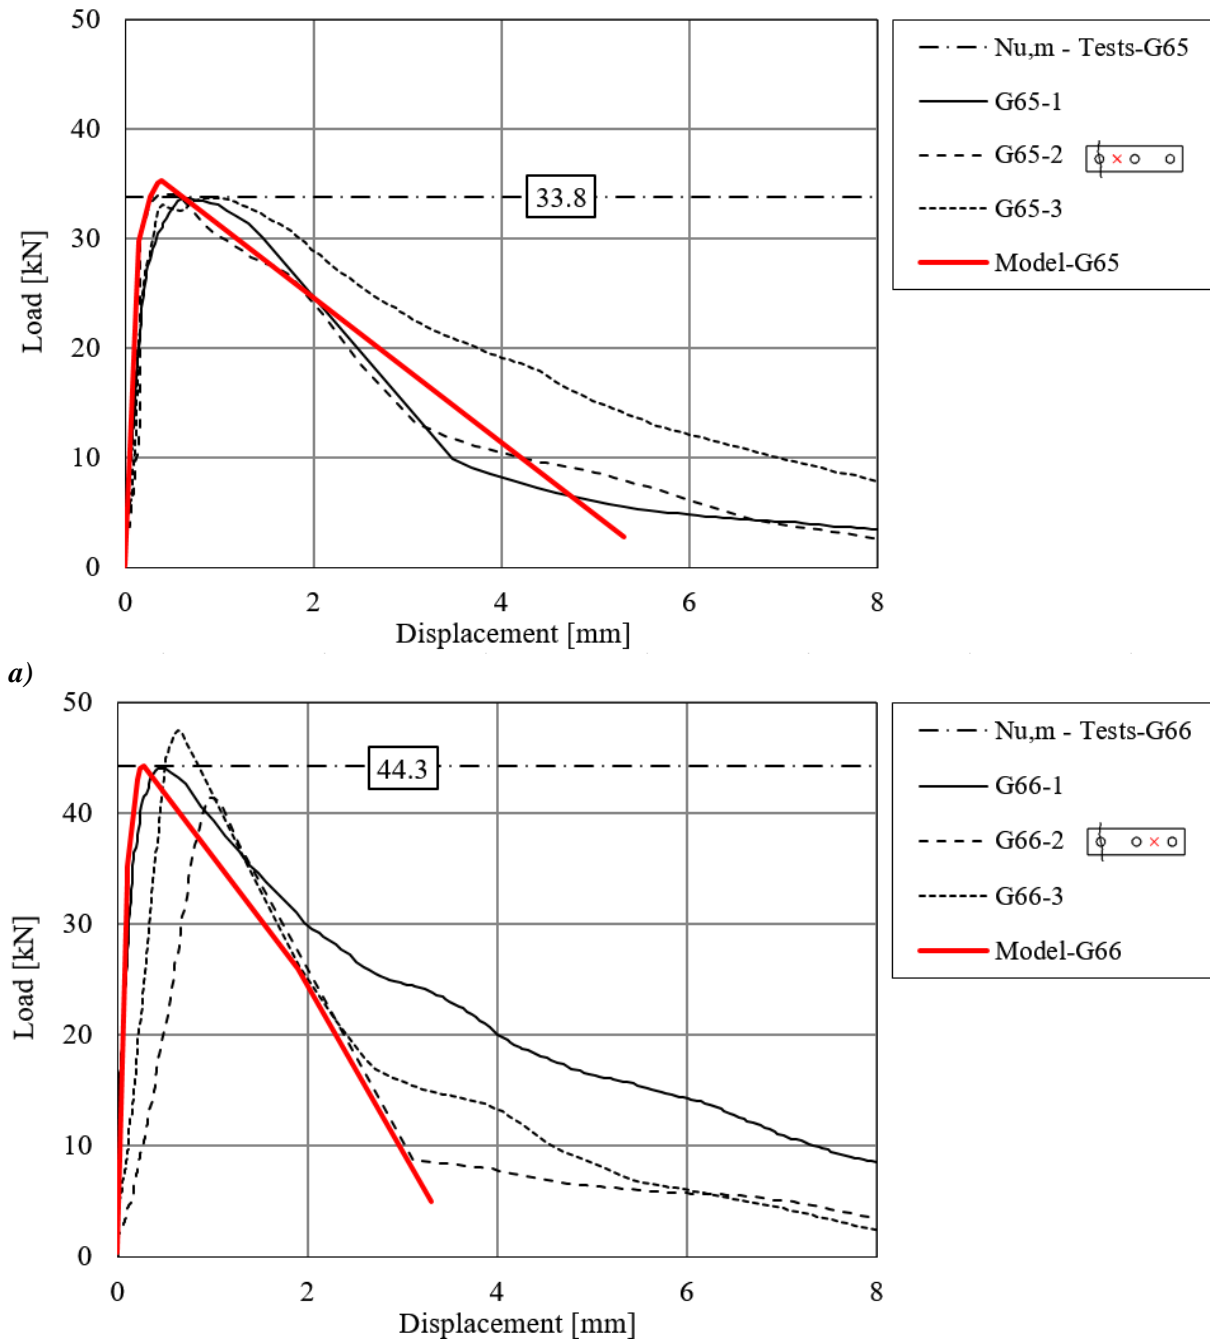 50
40
30
20
10
0
Load [kN]
33.8
0 2 4 6 8
Displacement [mm]
Nu,m - Tests-G65
G65-1
G65-2
G65-3
Model-G65
a)
50
40
30
20
10
0
Load [kN]
44.3
0 2 4 6 8
Displacement [mm]
Nu,m - Tests-G66
G66-1
G66-2
G66-3
Model-G66